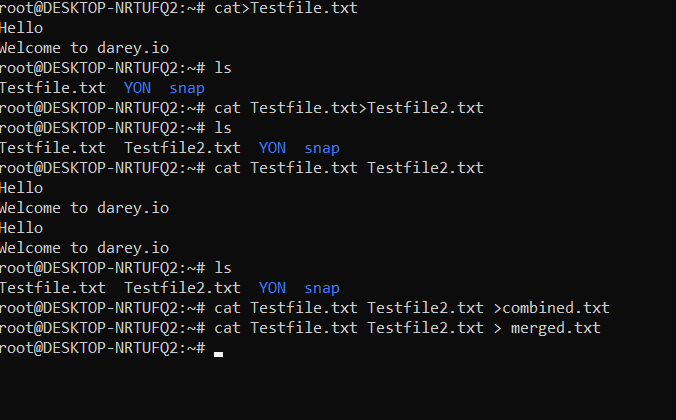 root@DESKTOP-NRTUFQ2:~# cat>Testfile.txt
Hello
Welcome to darey.io
root@DESKTOP-NRTUFQ2:~# ls
Testfile.txt  YON  snap
root@DESKTOP-NRTUFQ2:~# cat Testfile.txt>Testfile2.txt
root@DESKTOP-NRTUFQ2:~# ls
Testfile.txt  Testfile2.txt  YON  snap
root@DESKTOP-NRTUFQ2:~# cat Testfile.txt Testfile2.txt
Hello
Welcome to darey.io
Hello
Welcome to darey.io
root@DESKTOP-NRTUFQ2:~# ls
Testfile.txt  Testfile2.txt  YON  snap
root@DESKTOP-NRTUFQ2:~# cat Testfile.txt Testfile2.txt >combined.txt
root@DESKTOP-NRTUFQ2:~# cat Testfile.txt Testfile2.txt > merged.txt
root@DESKTOP-NRTUFQ2:~#